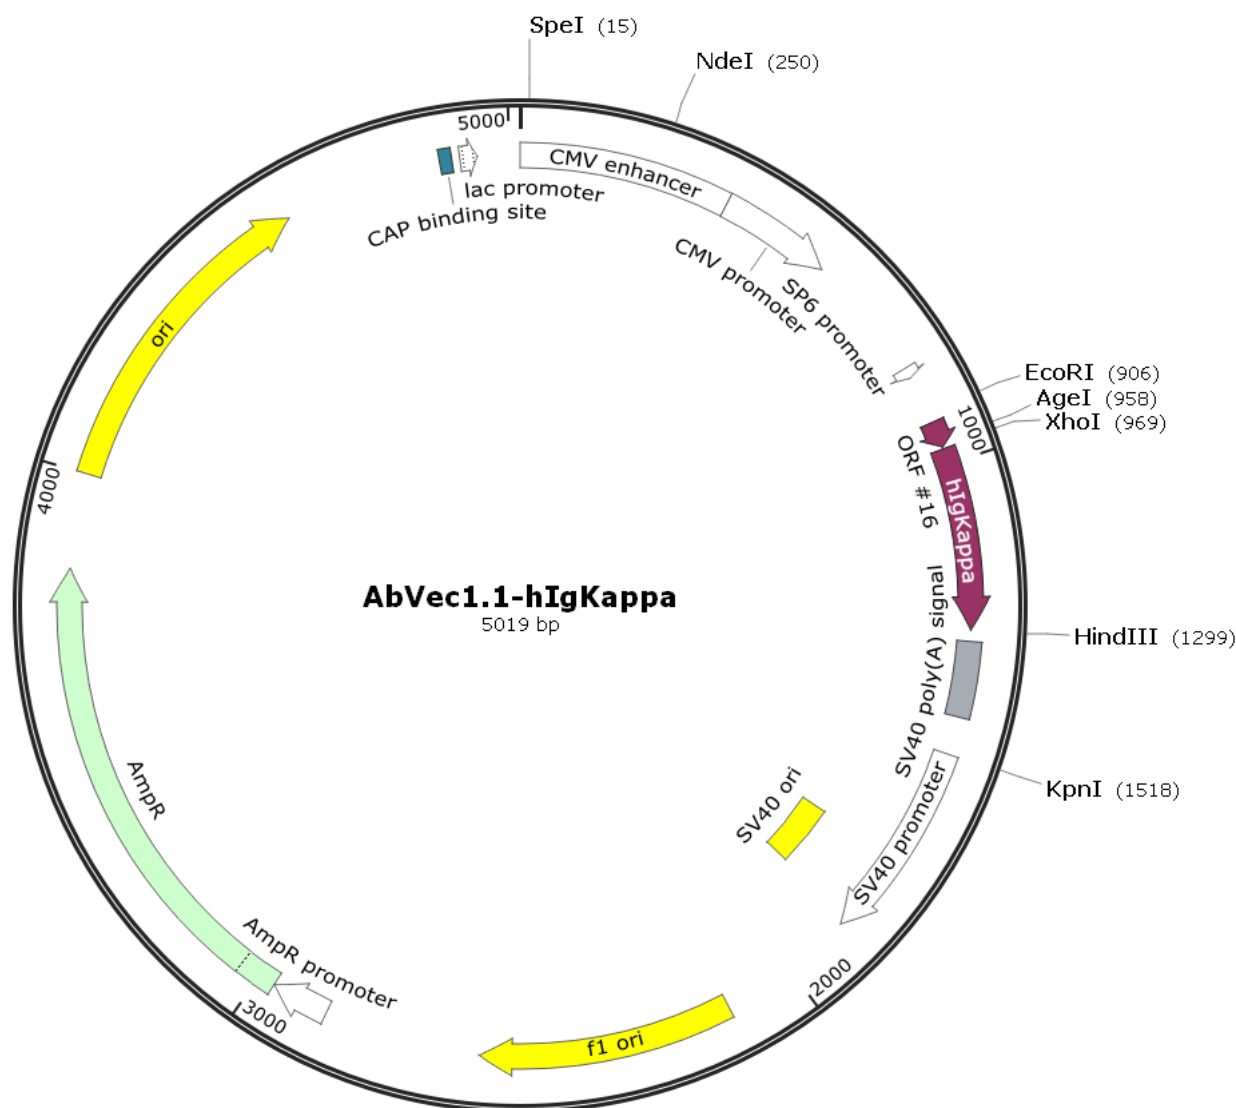 SpeI (15)
NdeI (250)
5000
CMV enhancer
lac promoter
CAP binding site
CMV promoter
SP6 promoter
ori
EcoRI (906)
AgeI (958)
XhoI (969)
1000
ORF #16
hIgKappa
4000
AbVec1.1-hIgKappa
5019 bp
HindIII (1299)
SV40 poly(A) signal
KpnI (1518)
SV40 ori
SV40 promoter
AmpR
AmpR promoter
2000
3000
f1 ori